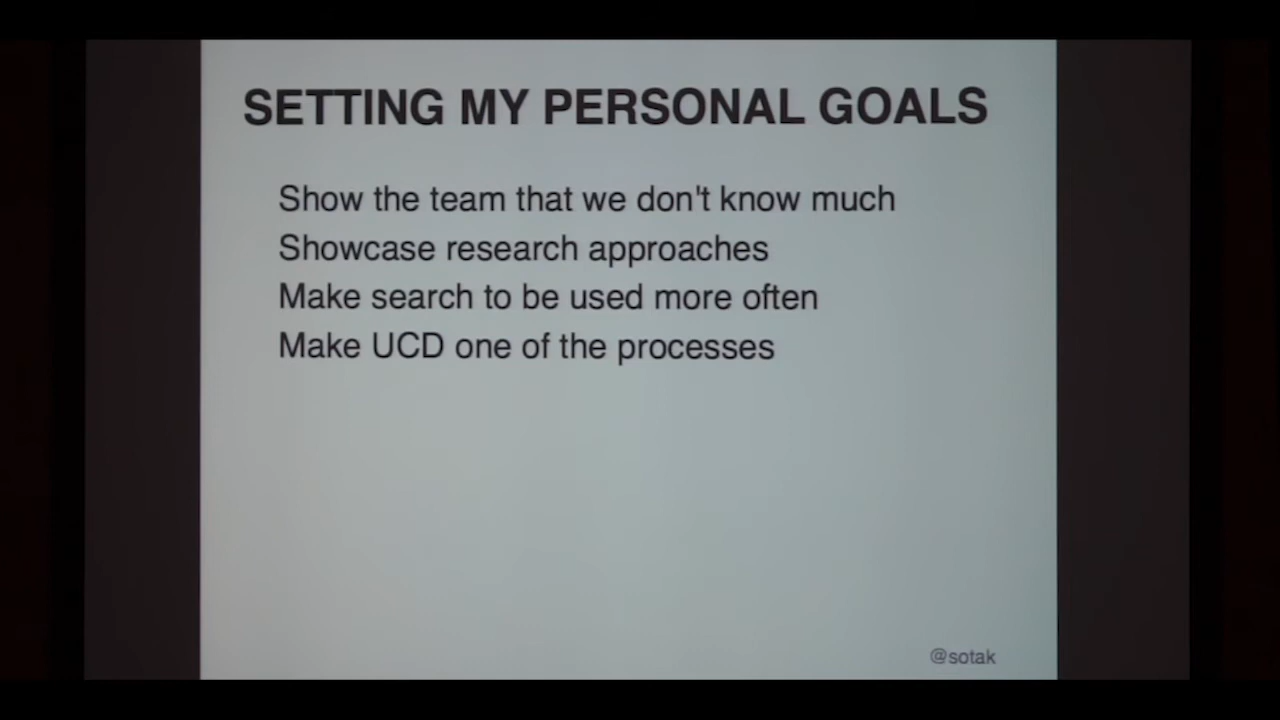 SETTING MY PERSONAL GOALS
Show the team that we don't know much
Showcase research approaches
Make search to be used more often
Make UCD one of the processes
@sotak